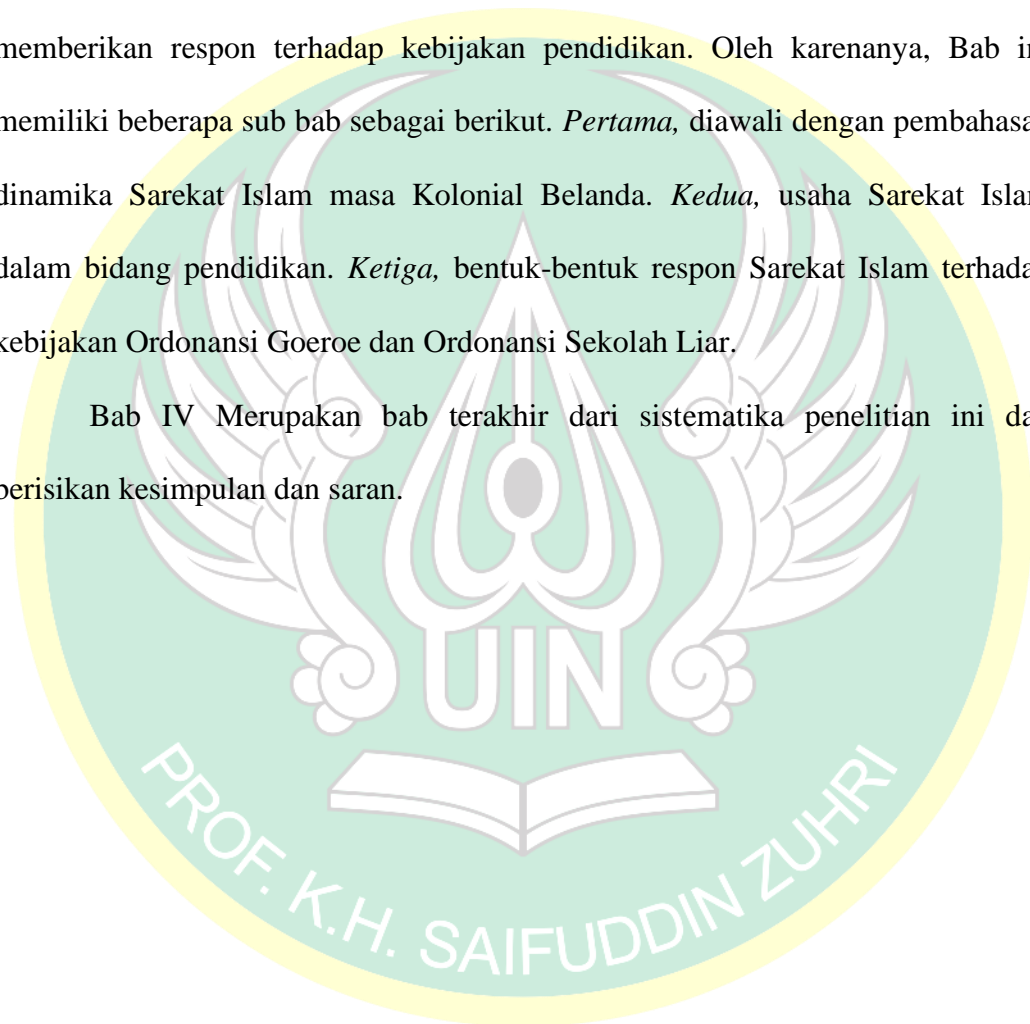 memberikan respon terhadap kebijakan pendidikan. Oleh karenanya, Bab in
memiliki beberapa sub bab sebagai berikut. Pertama, diawali dengan pembahasa
dinamika Sarekat Islam masa Kolonial Belanda. Kedua, usaha Sarekat Islam
dalam bidang pendidikan. Ketiga, bentuk-bentuk respon Sarekat Islam terhada
kebijakan Ordonansi Goeroe dan Ordonansi Sekolah Liar.
Bab IV Merupakan bab terakhir dari sistematika penelitian ini da
berisikan kesimpulan dan saran.
UIN
PROF. K.H. SAIFUDDIN ZUHRI